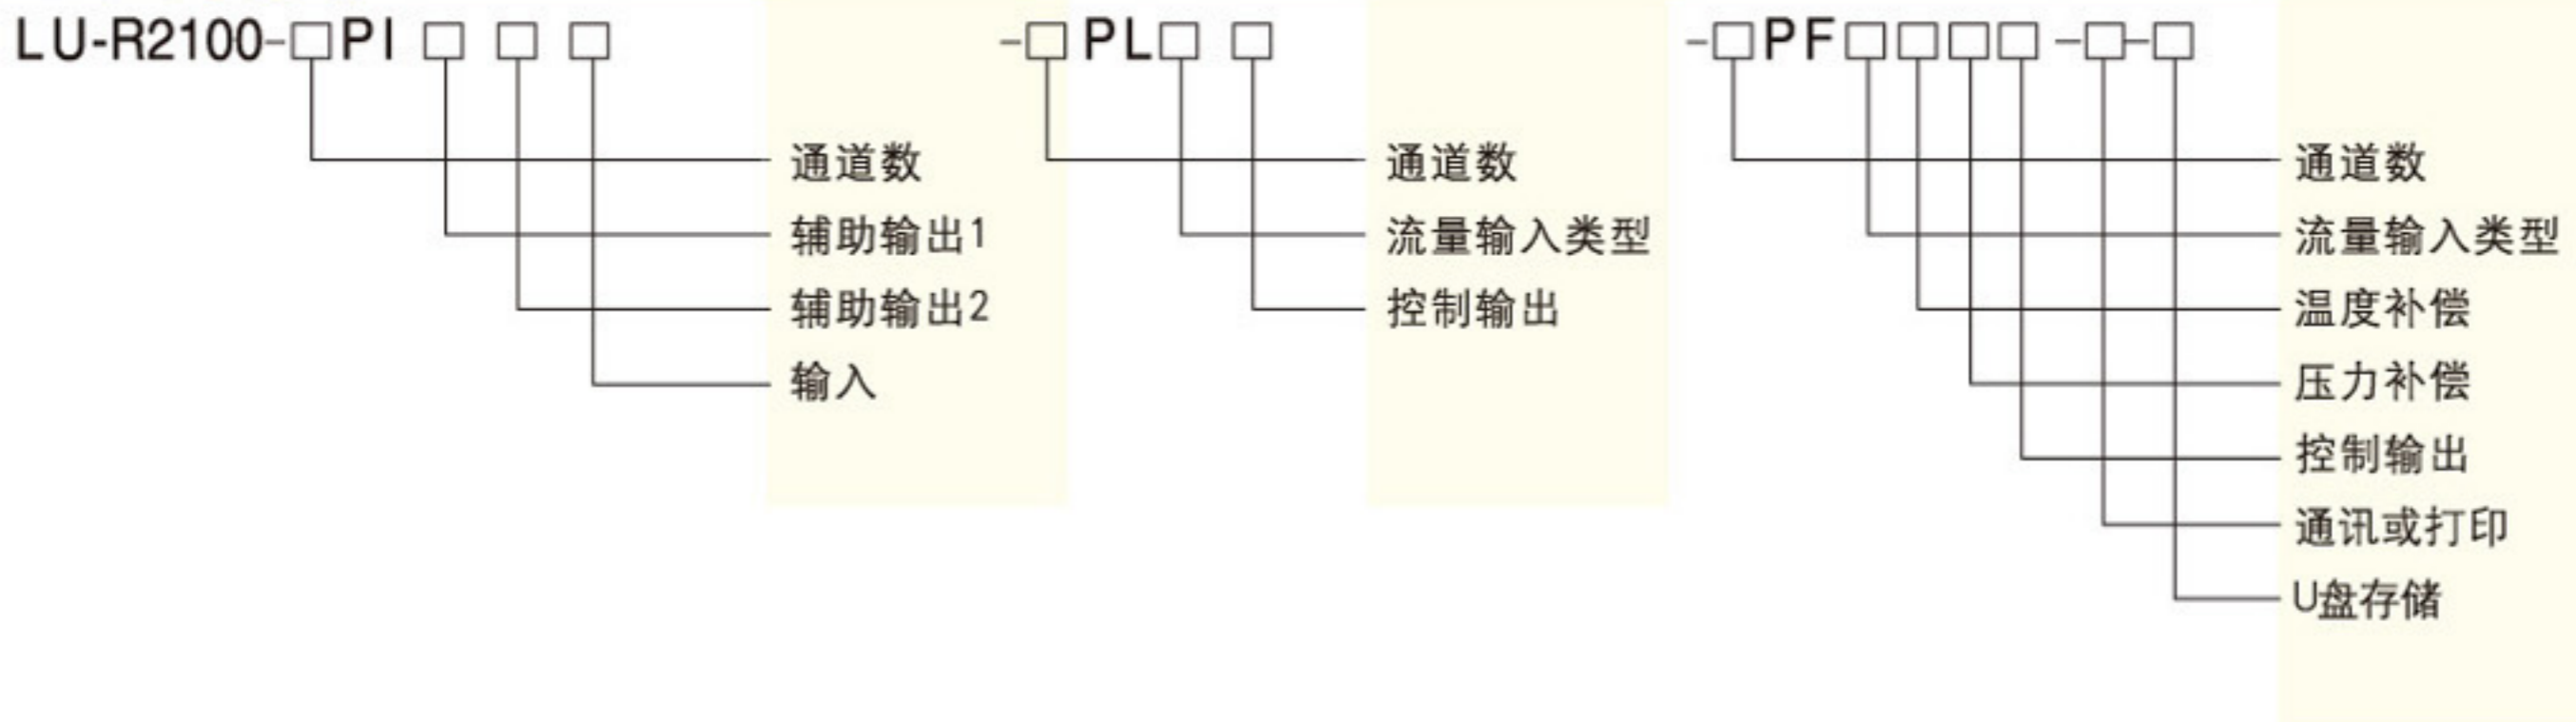 LU-R2100-□PI □ □ □ -□ PL□ □ -□PF□□□□-□-□
通道数 通道数 通道数
辅助输出1 流量输入类型 流量输入类型
辅助输出2 控制输出 温度补偿
输入 压力补偿
控制输出
通讯或打印
U盘存储